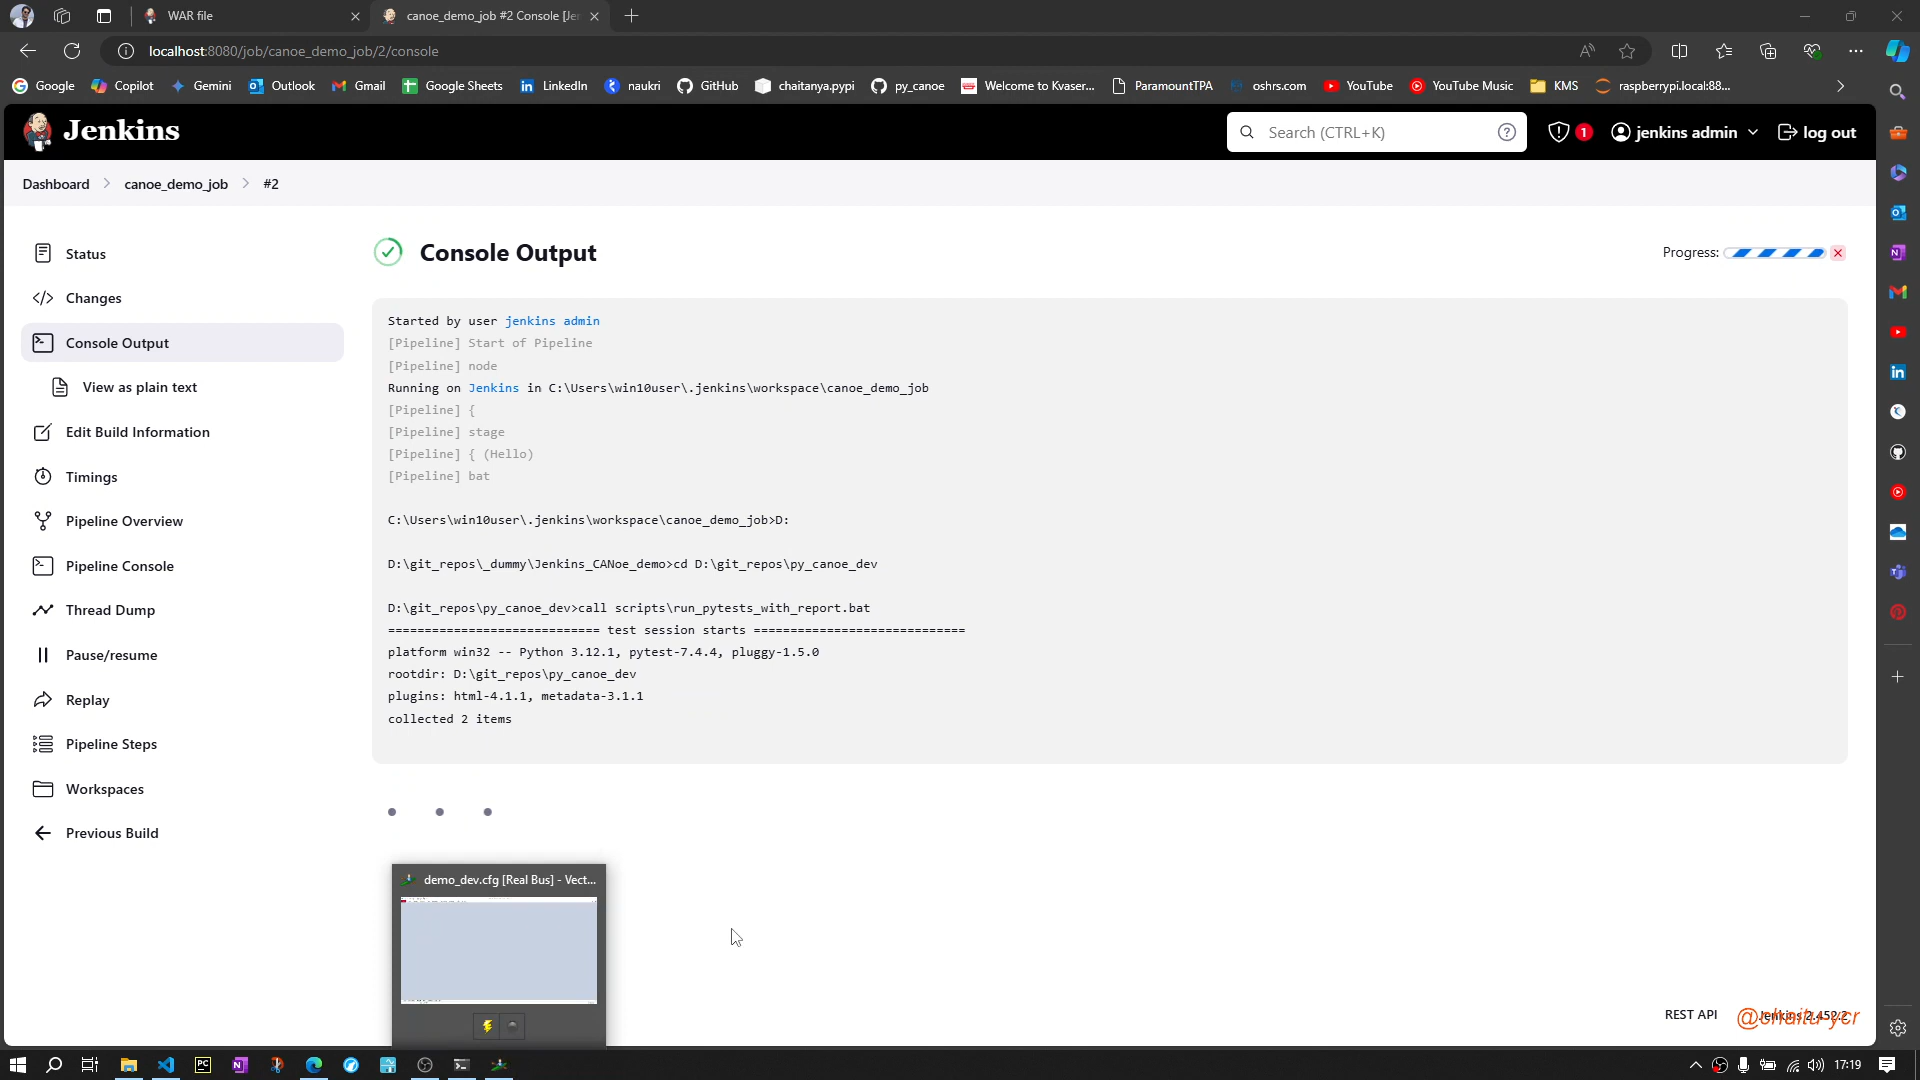 WAR file
canoe_demo_job #2 Console [Jen
localhost:8080/job/canoe_demo_job/2/console
Google
Copilot
Gemini
Outlook
Gmail
Google Sheets
LinkedIn
naukri
GitHub
chaitanya.pypi
py_canoe
Welcome to Kvaser...
ParamountTPA
oshrs.com
YouTube
YouTube Music
KMS
raspberrypi.local:88...
Jenkins
Search (CTRL+K)
1
jenkins admin
log out
Dashboard
canoe_demo_job
#2
Status
Changes
Console Output
View as plain text
Edit Build Information
Timings
Pipeline Overview
Pipeline Console
Thread Dump
Pause/resume
Replay
Pipeline Steps
Workspaces
Previous Build
Console Output
Progress:
Started by user jenkins admin
[Pipeline] Start of Pipeline
[Pipeline] node
Running on Jenkins in C:\Users\win10user\.jenkins\workspace\canoe_demo_job
[Pipeline] {
[Pipeline] stage
[Pipeline] { (Hello)
[Pipeline] bat
C:\Users\win10user\.jenkins\workspace\canoe_demo_job>D:
D:\git_repos\_dummy\Jenkins_CANoe_demo>cd D:\git_repos\py_canoe_dev
D:\git_repos\py_canoe_dev>call scripts\run_pytests_with_report.bat
============================= test session starts =============================
platform win32 -- Python 3.12.1, pytest-7.4.4, pluggy-1.5.0
rootdir: D:\git_repos\py_canoe_dev
plugins: html-4.1.1, metadata-3.1.1
collected 2 items
demo_dev.cfg [Real Bus] - Vect...
REST API
Jenkins 2.452.2
@chaitu-ycr
17:19